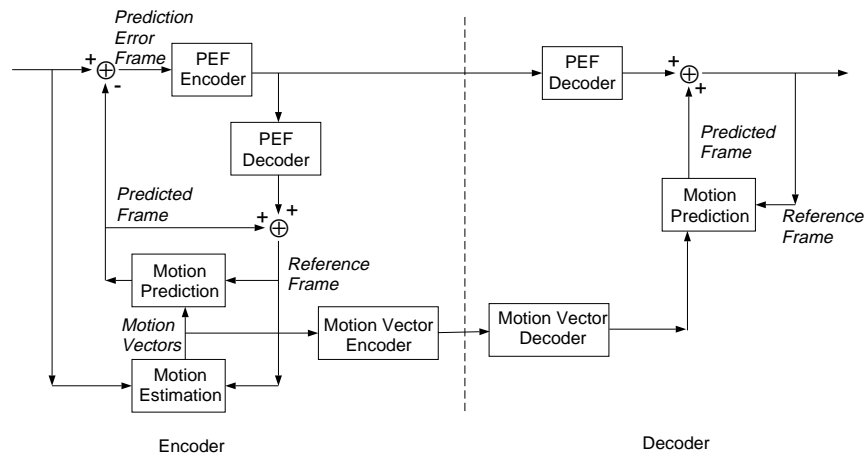 Prediction
Error
Frame
+
-
PEF
Encoder
PEF
Decoder
Predicted
Frame
+
+
Motion
Prediction
Reference
Frame
Motion
Vectors
Motion Vector
Encoder
Motion
Estimation
Encoder
PEF
Decoder
+
+
Predicted
Frame
Motion
Prediction
Reference
Frame
Motion Vector
Decoder
Decoder